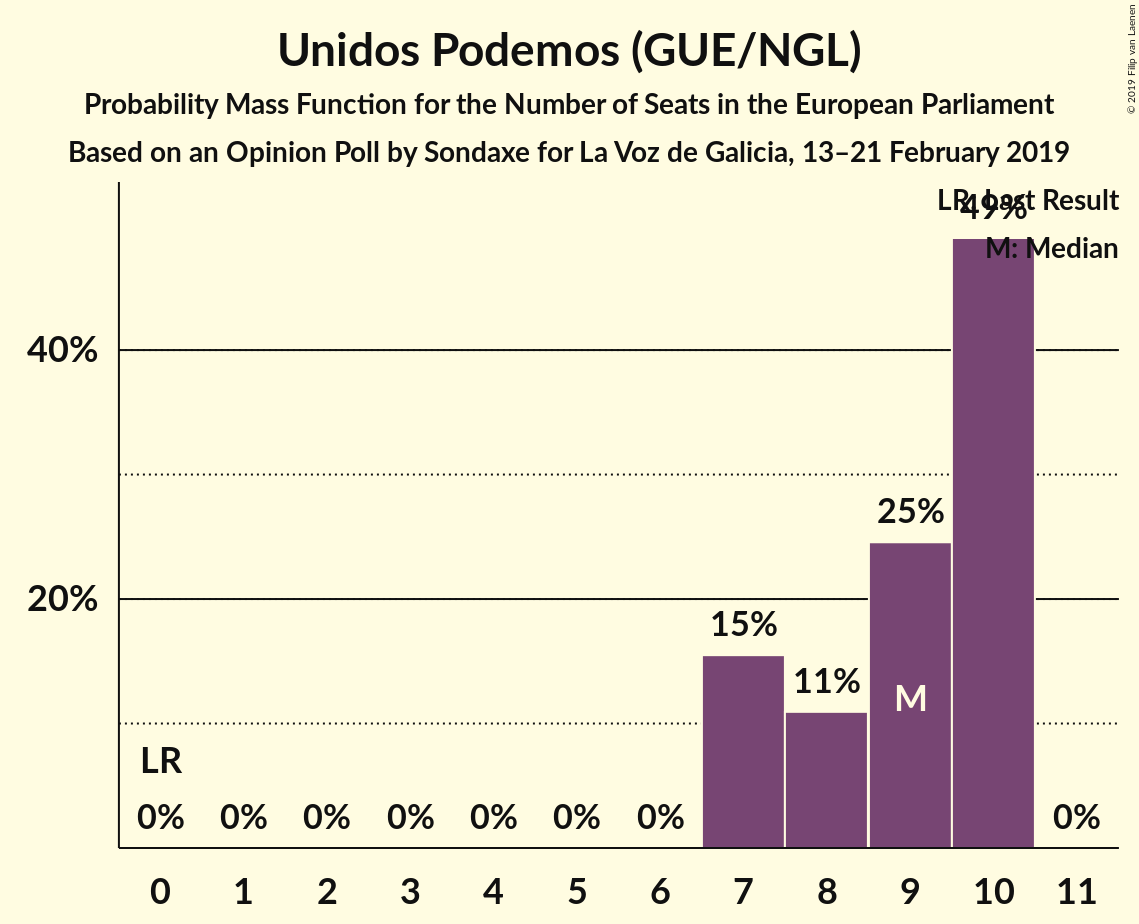 Unidos Podemos (GUE/NGL)
Probability Mass Function for the Number of Seats in the European Parliament
Based on an Opinion Poll by Sondaxe for La Voz de Galicia, 13–21 February 2019
© 2019 Filip van Laenen
LR: Last Result
M: Median
49%
40%
25%
20%
15%
11%
M
LR
0% 0% 0% 0% 0% 0% 0% 0%
0 1 2 3 4 5 6 7 8 9 10 11